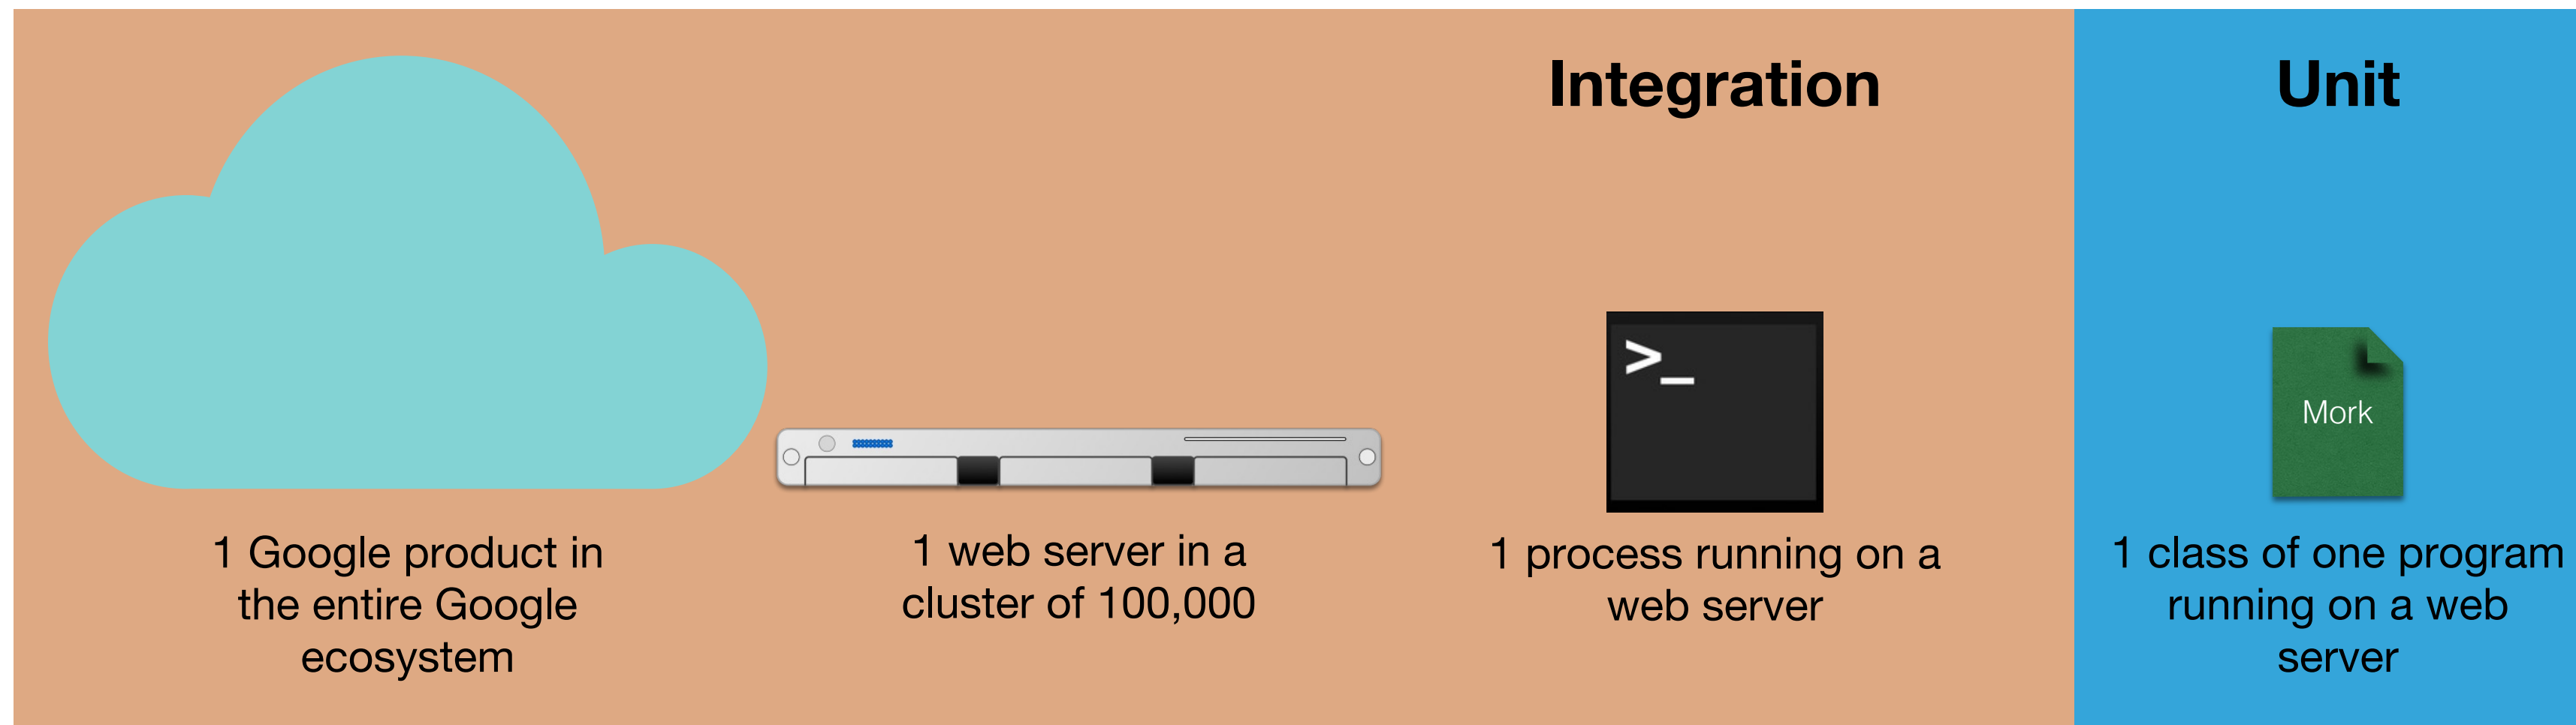 Integration
Unit
>_
Mork
1 Google product in
the entire Google
ecosystem
1 web server in a
cluster of 100,000
1 process running on a
web server
1 class of one program
running on a web
server